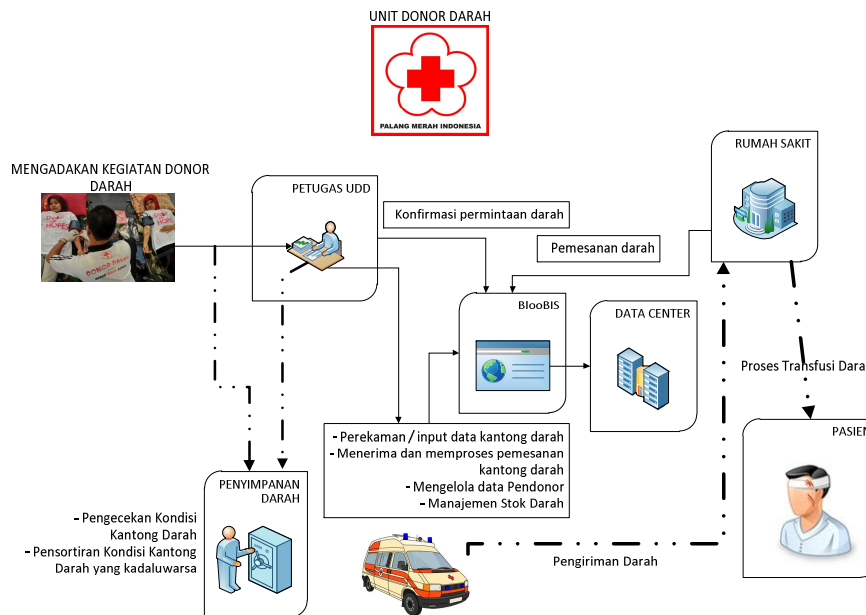 UNIT DONOR DARAH
PALANG MERAH INDONESIA
RUMAH SAKIT
MENGADAKAN KEGIATAN DONOR
DARAH
PETUGAS UDD
Konfirmasi permintaan darah
Pemesanan darah
BlooBIS
DATA CENTER
Proses Transfusi Dara
- Perekaman / input data kantong darah
- Menerima dan memproses pemesanan
kantong darah
- Mengelola data Pendonor
- Manajemen Stok Darah
PASIEN
PENYIMPANAN
DARAH
- Pengecekan Kondisi
Kantong Darah
- Pensortiran Kondisi Kantong
Darah yang kadaluwarsa
Pengiriman Darah